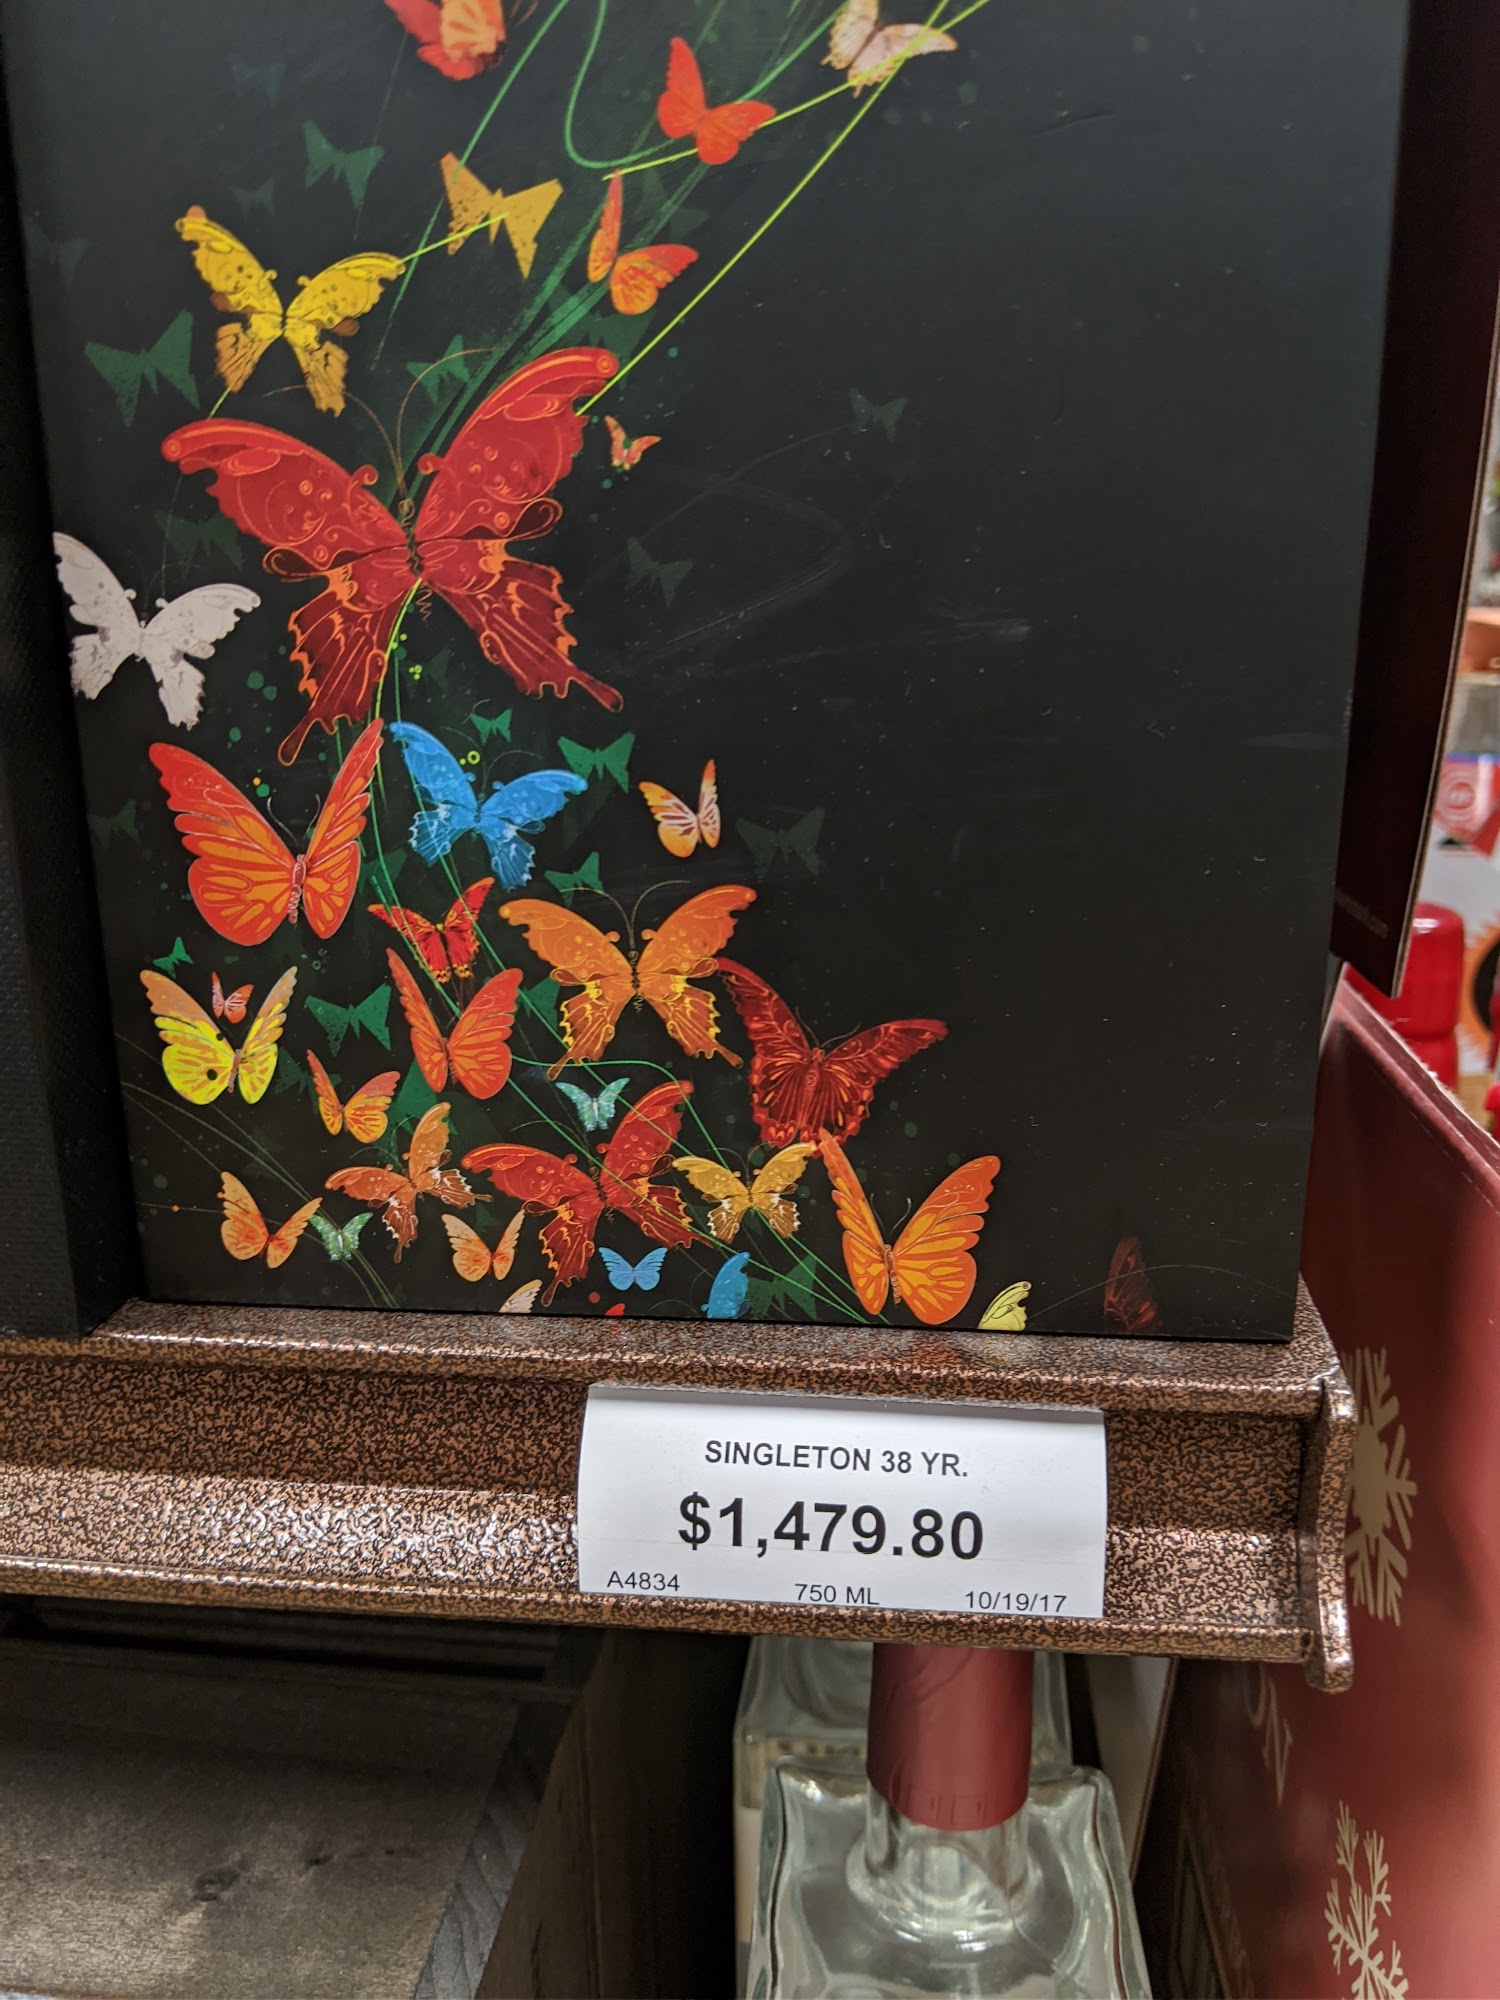 SINGLETON 38 YR.
$1,479.80
A4834 750 ML 10/19/17